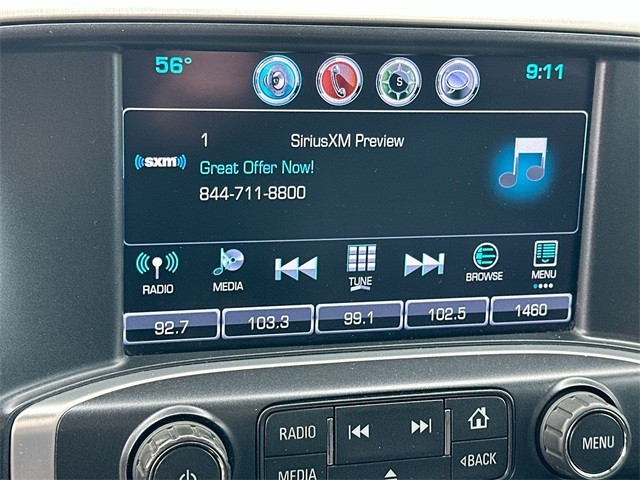 56° S 9:11
1 SiriusXM Preview
((sxm))
Great Offer Now!
844-711-8800
RADIO MEDIA TUNE BROWSE MENU
92.7 103.3 99.1 102.5 1460
RADIO
MENU
MEDIA BACK